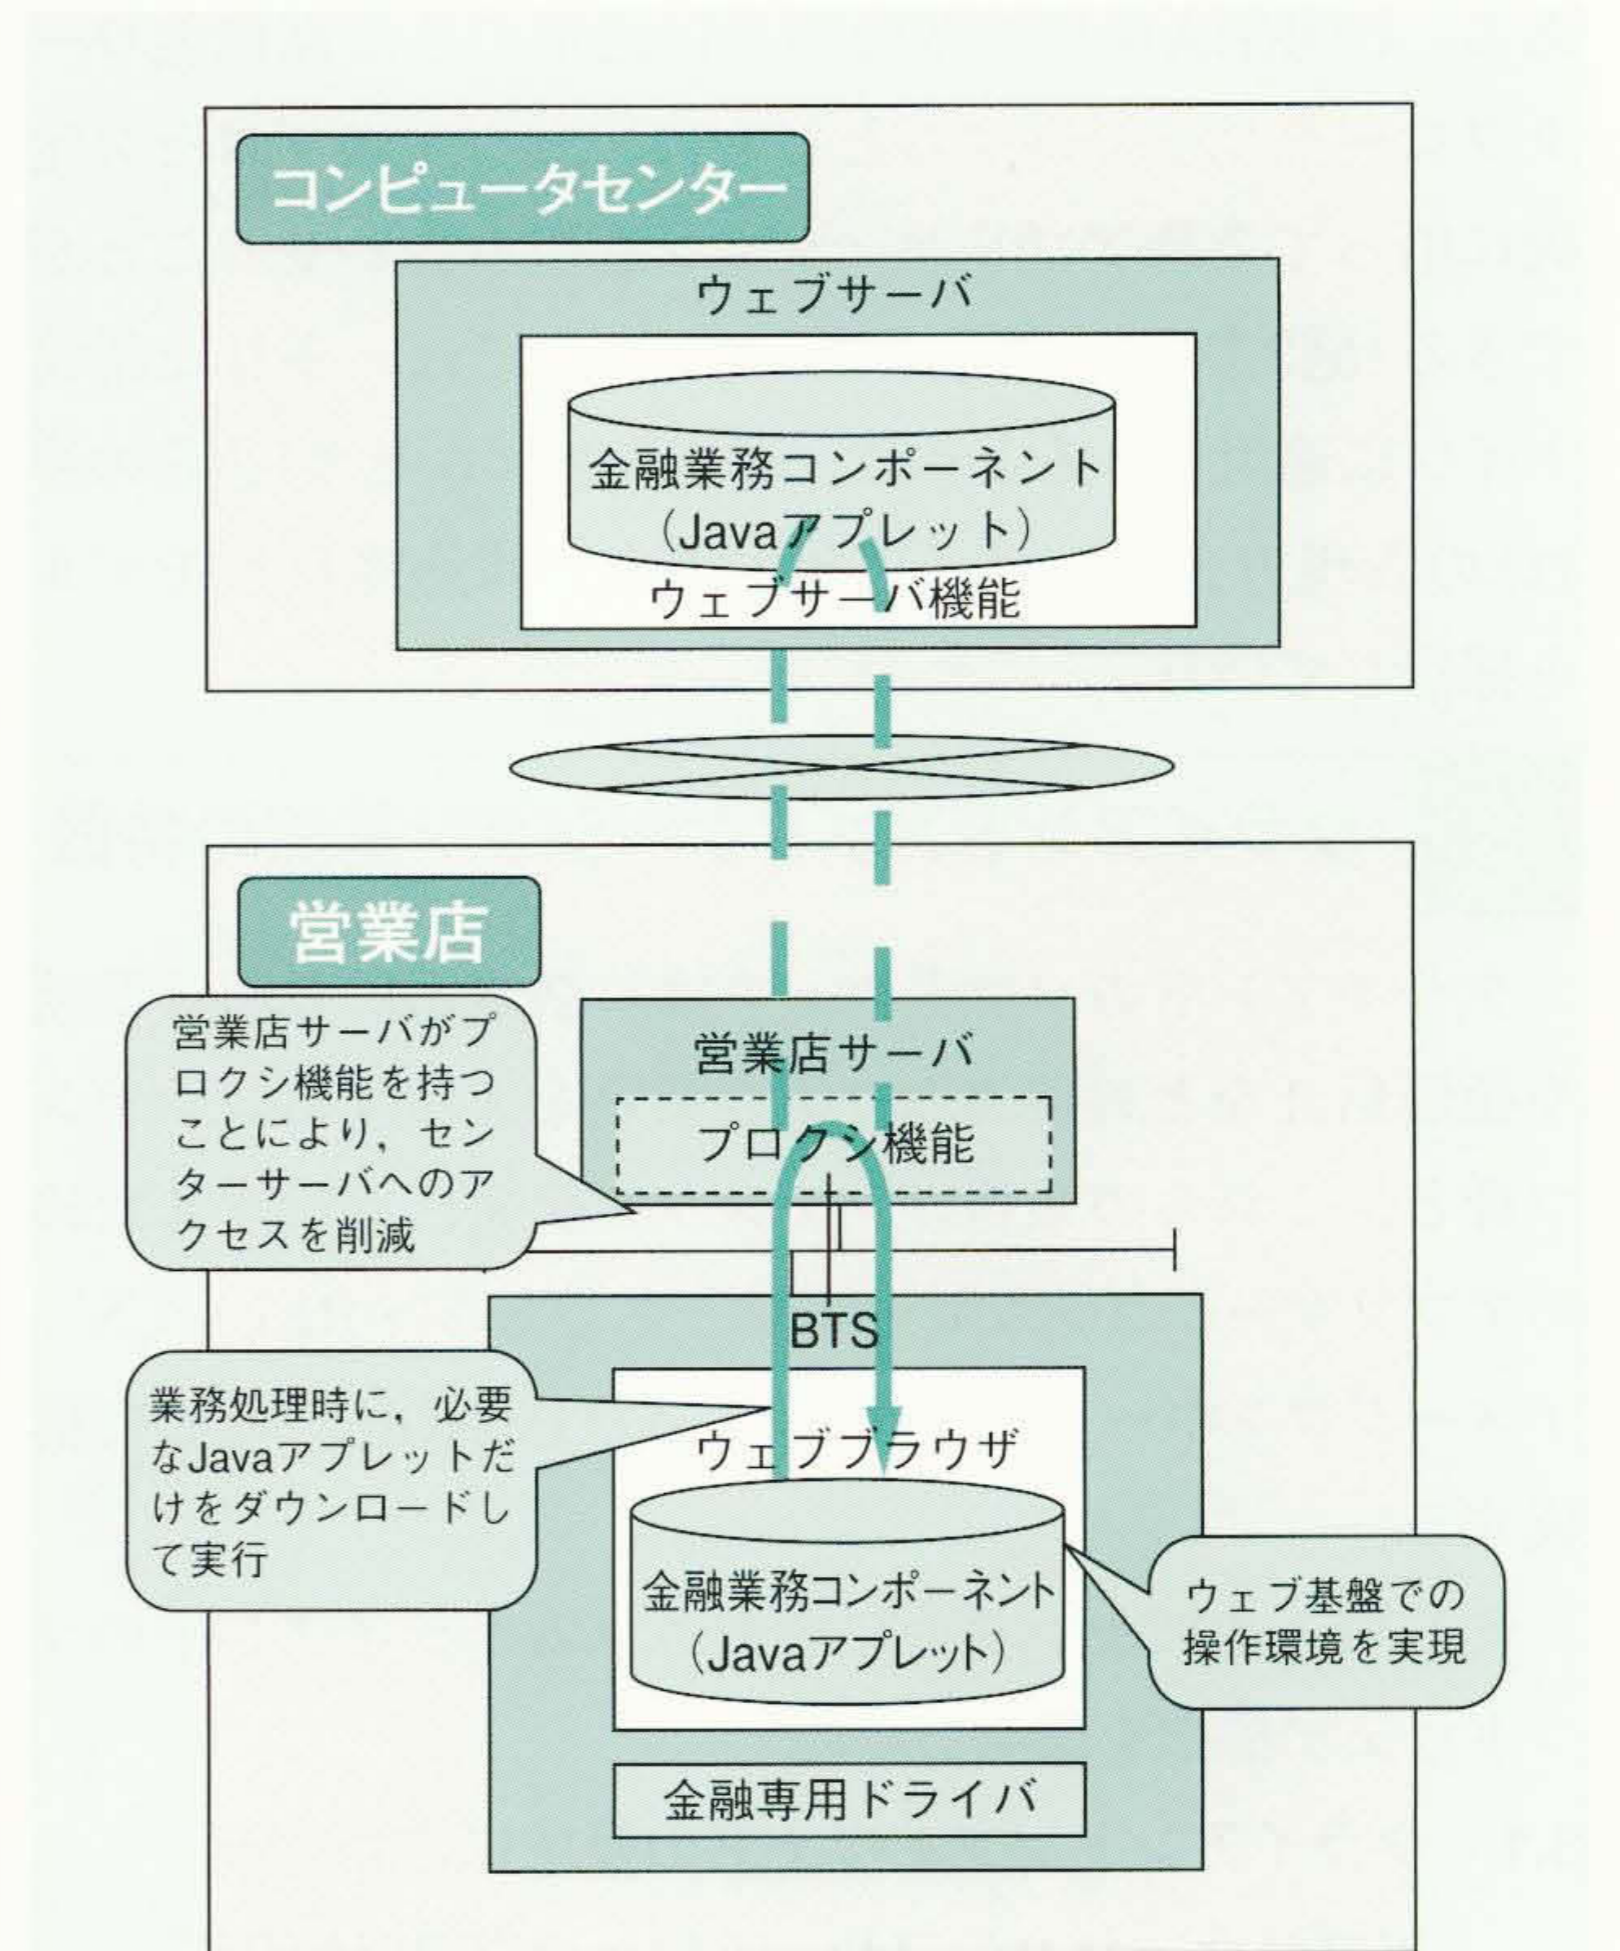 コンピュータセンター
ウェブサーバ
金融業務コンポーネント
（Javaアプレット）
ウェブサーバ機能
営業店
営業店サーバがプ
ロクシ機能を持つ
ことにより，セン
ターサーバへのア
クセスを削減
営業店サーバ
プロクシ機能
BTS
業務処理時に，必要
なJavaアプレットだ
けをダウンロードし
て実行
ウェブブラウザ
金融業務コンポーネント
（Javaアプレット）
ウェブ基盤での
操作環境を実現
金融専用ドライバ